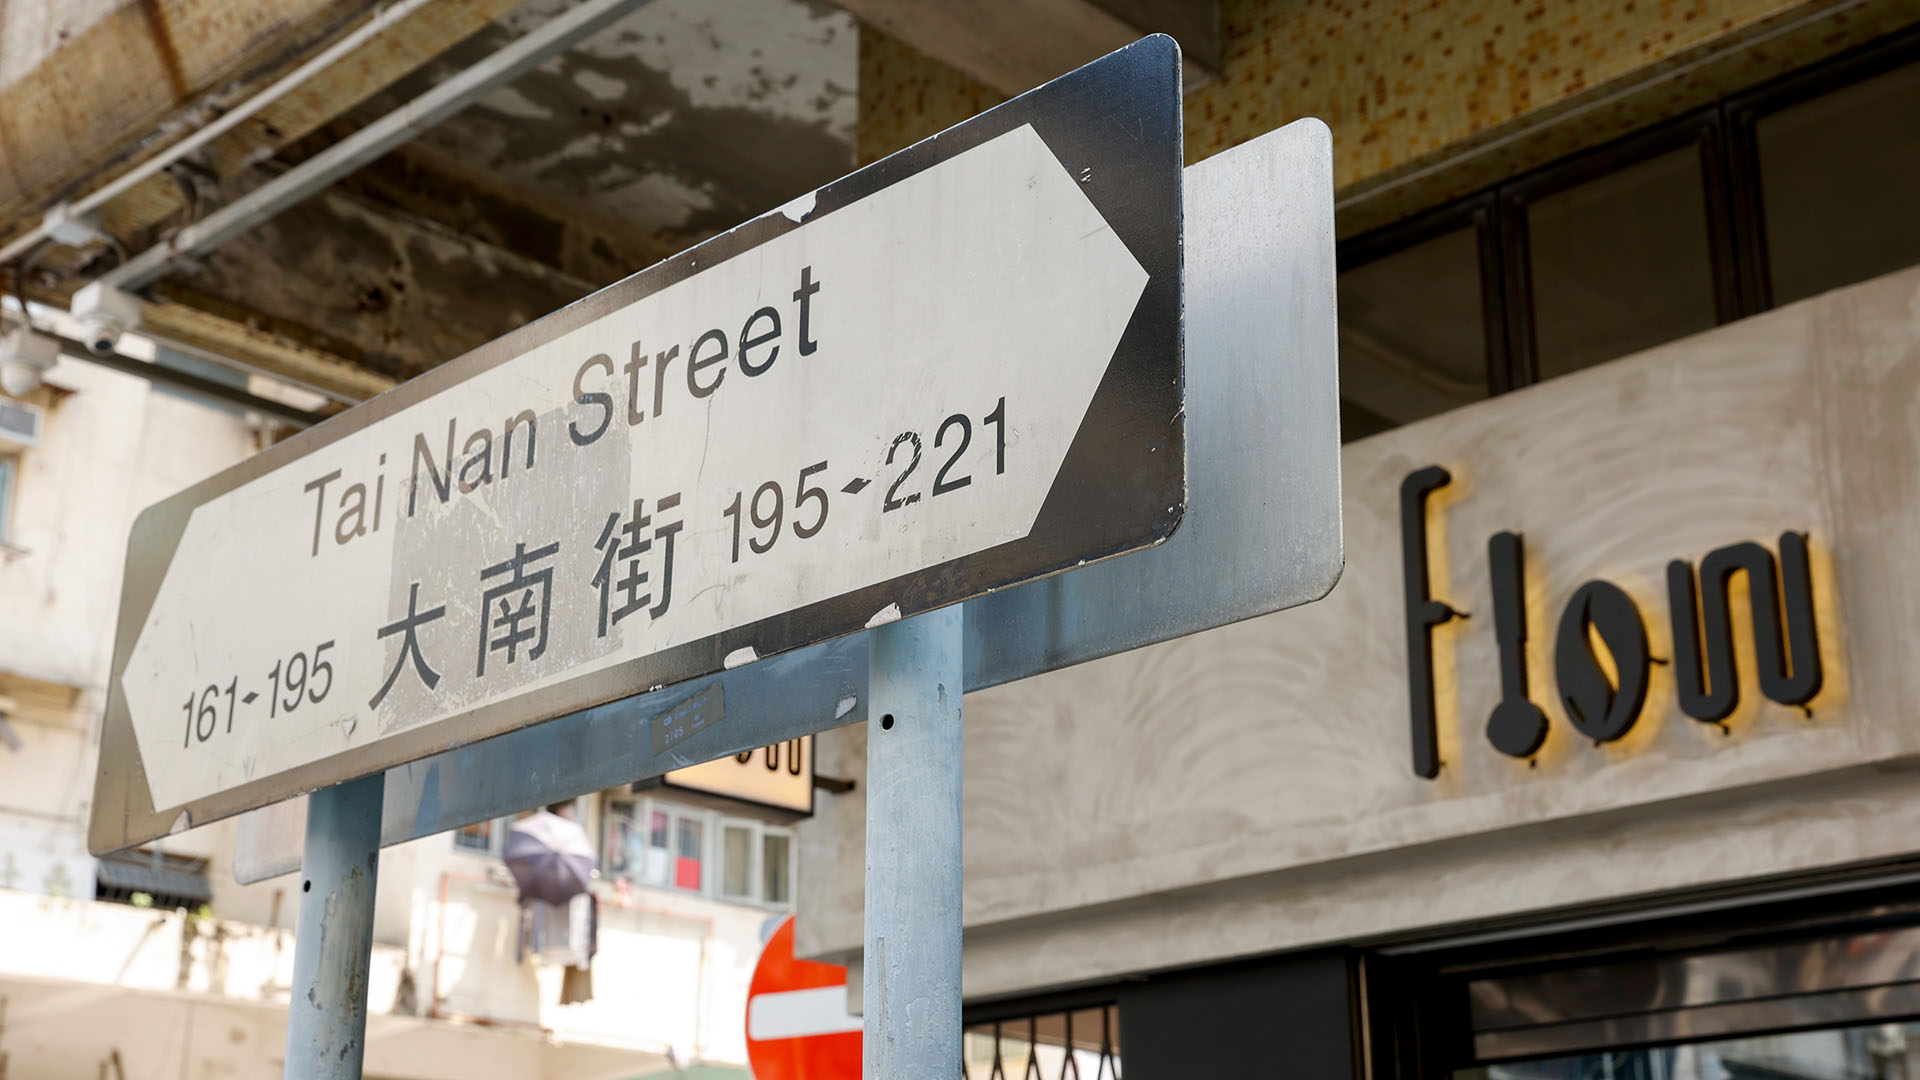 Tai Nan Street
161-195 大南街 195-221
flow